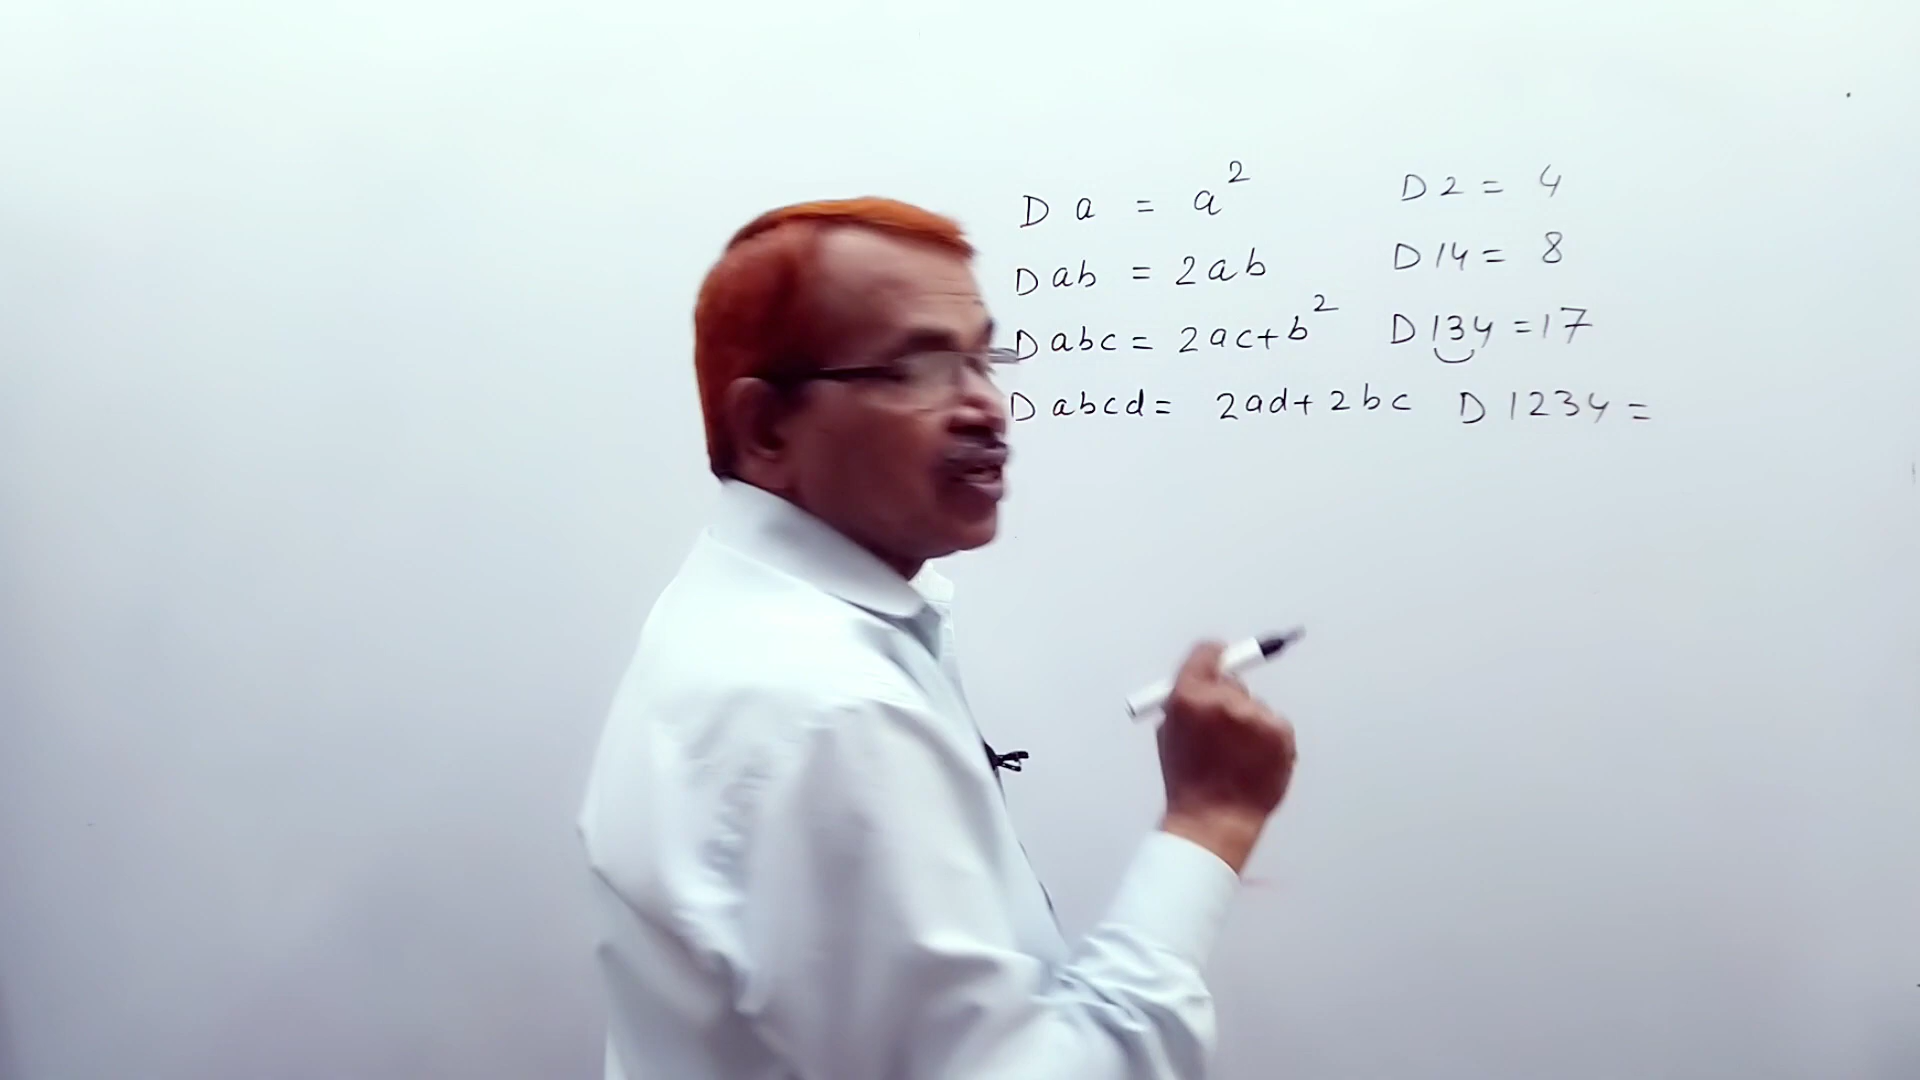 D a = a² D 2 = 4
D ab = 2ab D 14 = 8
D abc = 2ac+b² D 134 = 17
D abcd = 2ad+2bc D 1234 =